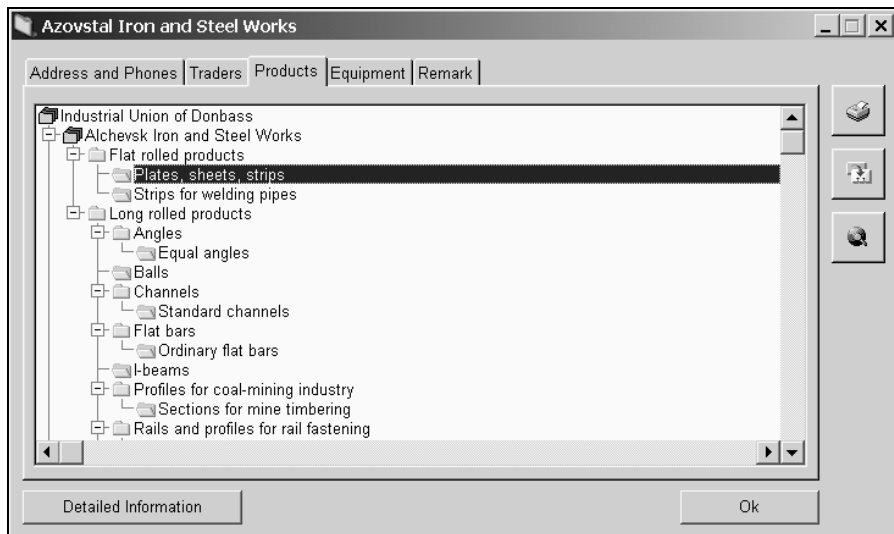 Azovstal Iron and Steel Works
Address and Phones Traders Products Equipment Remark
Industrial Union of Donbass
Alchevsk Iron and Steel Works
Flat rolled products
Plates, sheets, strips
Strips for welding pipes
Long rolled products
Angles
Equal angles
Balls
Channels
Standard channels
Flat bars
Ordinary flat bars
I-beams
Profiles for coal-mining industry
Sections for mine timbering
Rails and profiles for rail fastening
Detailed Information Ok